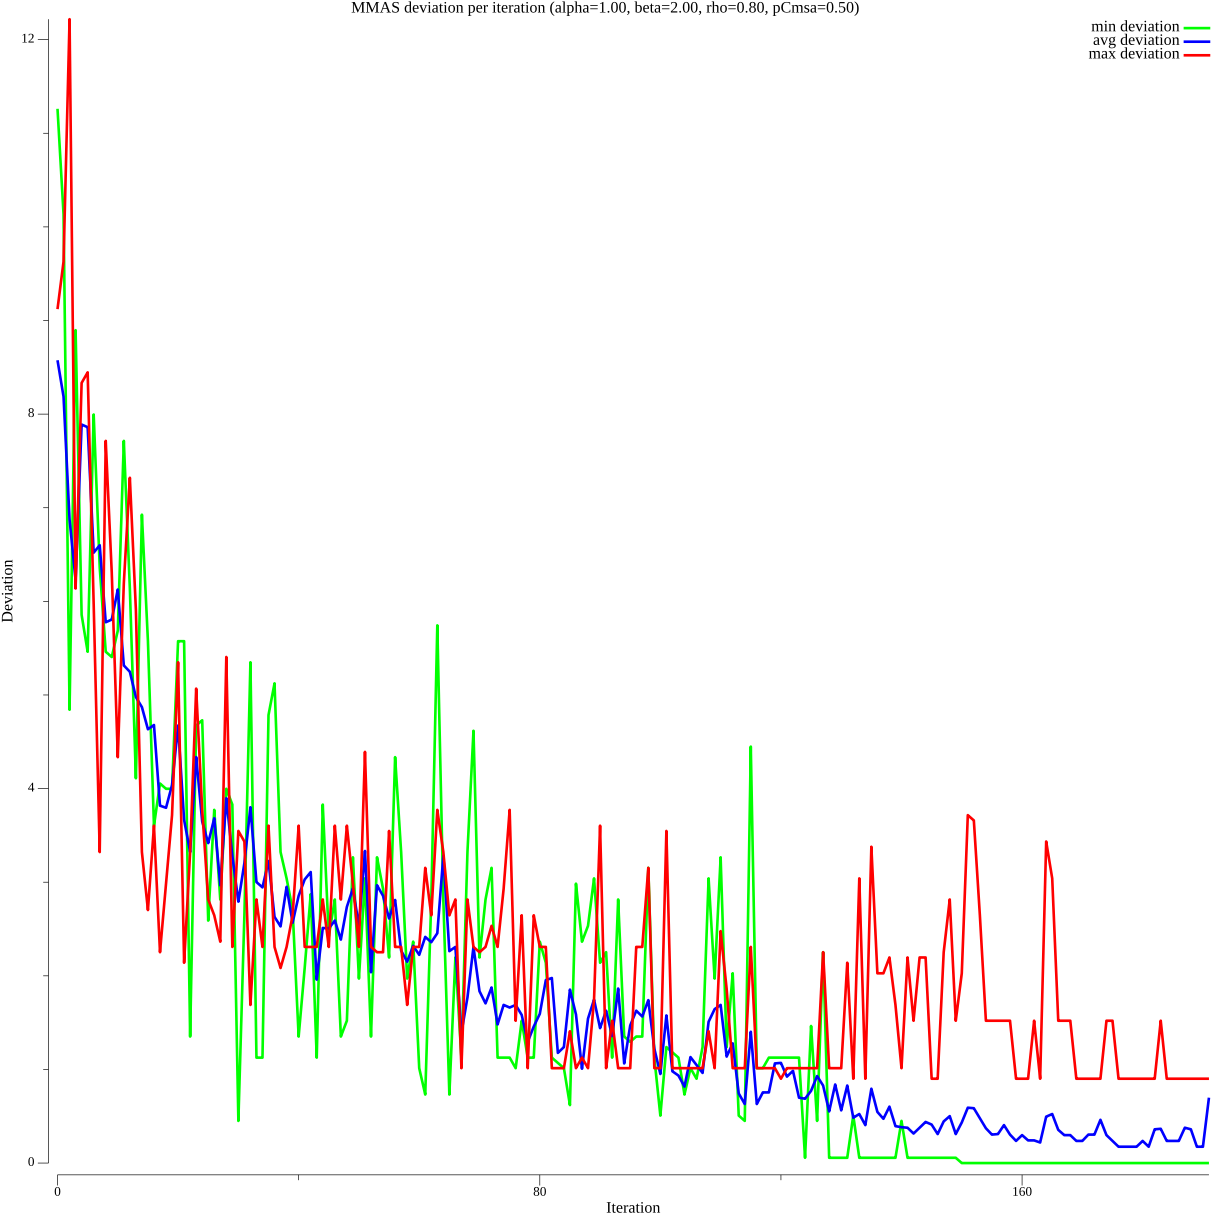 MMAS deviation per iteration (alpha=1.00, beta=2.00, rho=0.80, pCmsa=0.50)
min deviation
avg deviation
max deviation
12
8
4
0
Deviation
0
80
160
Iteration